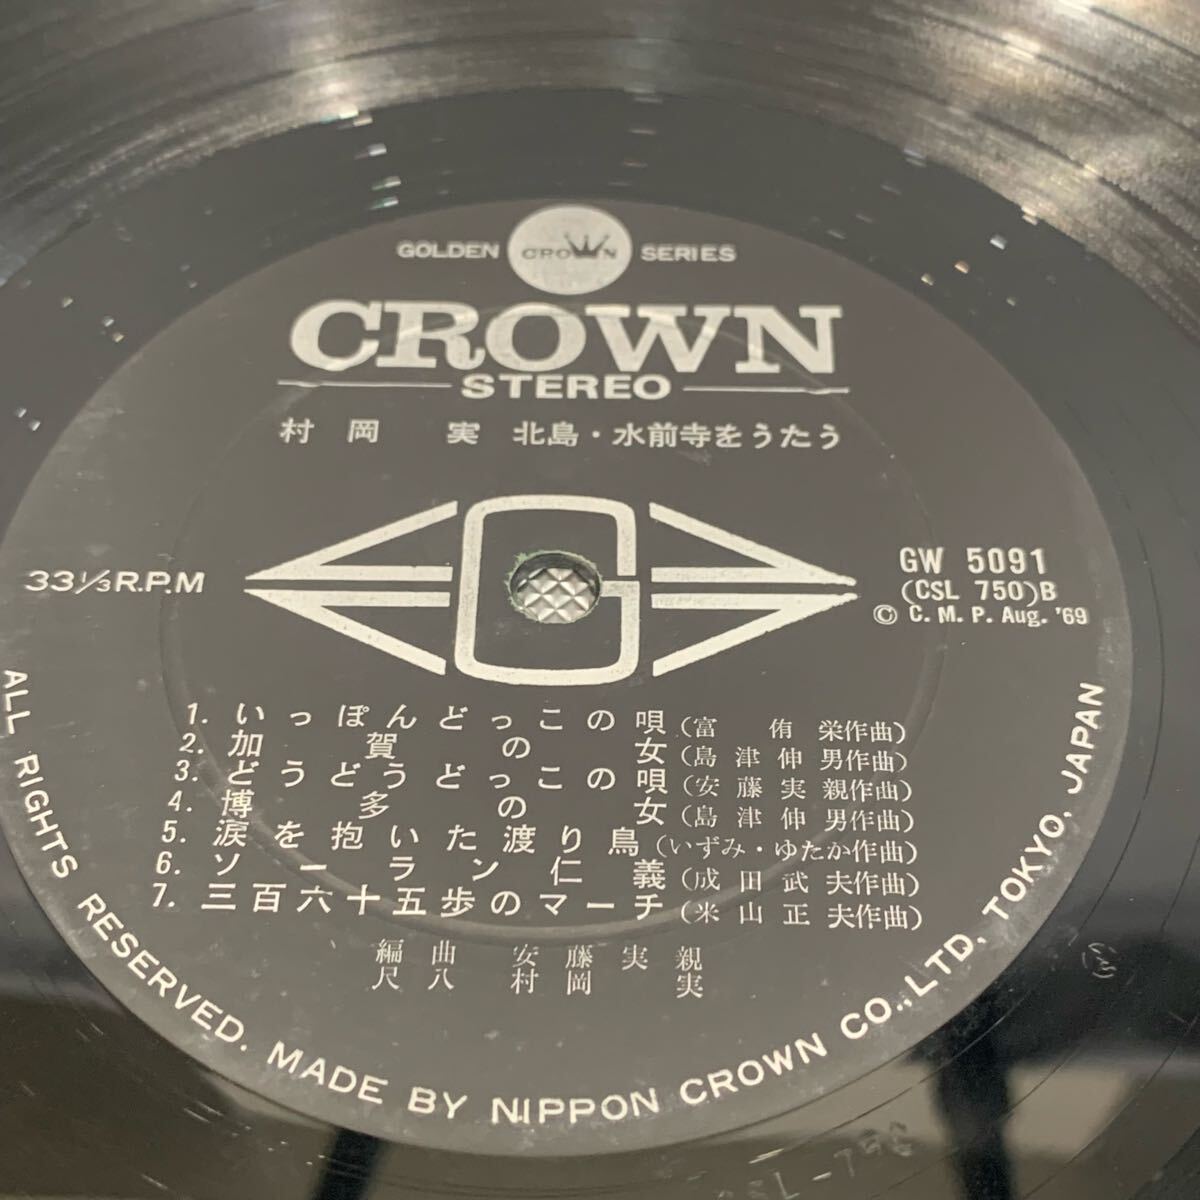 GOLDEN CROWN SERIES
CROWN
STEREO
村岡 実 北島・水前寺をうたう
33⅓R.P.M
G
GW 5091
(CSL 750)B
© C. M. P. Aug. '69
1. いっぽんどっこの唄(富 侑 栄作曲)
2. 加賀の女(島津伸男作曲)
3. どうどうどっこの唄(安藤実親作曲)
4. 博多の女(島津伸男作曲)
5. 涙を抱いた渡り鳥(いずみ・ゆたか作曲)
6. ソーラン仁義(成田武夫作曲)
7. 三百六十五歩のマーチ(米山正夫作曲)
編曲 安藤実親
尺八 村岡 実
ALL RIGHTS RESERVED. MADE BY NIPPON CROWN CO., LTD, TOKYO, JAPAN